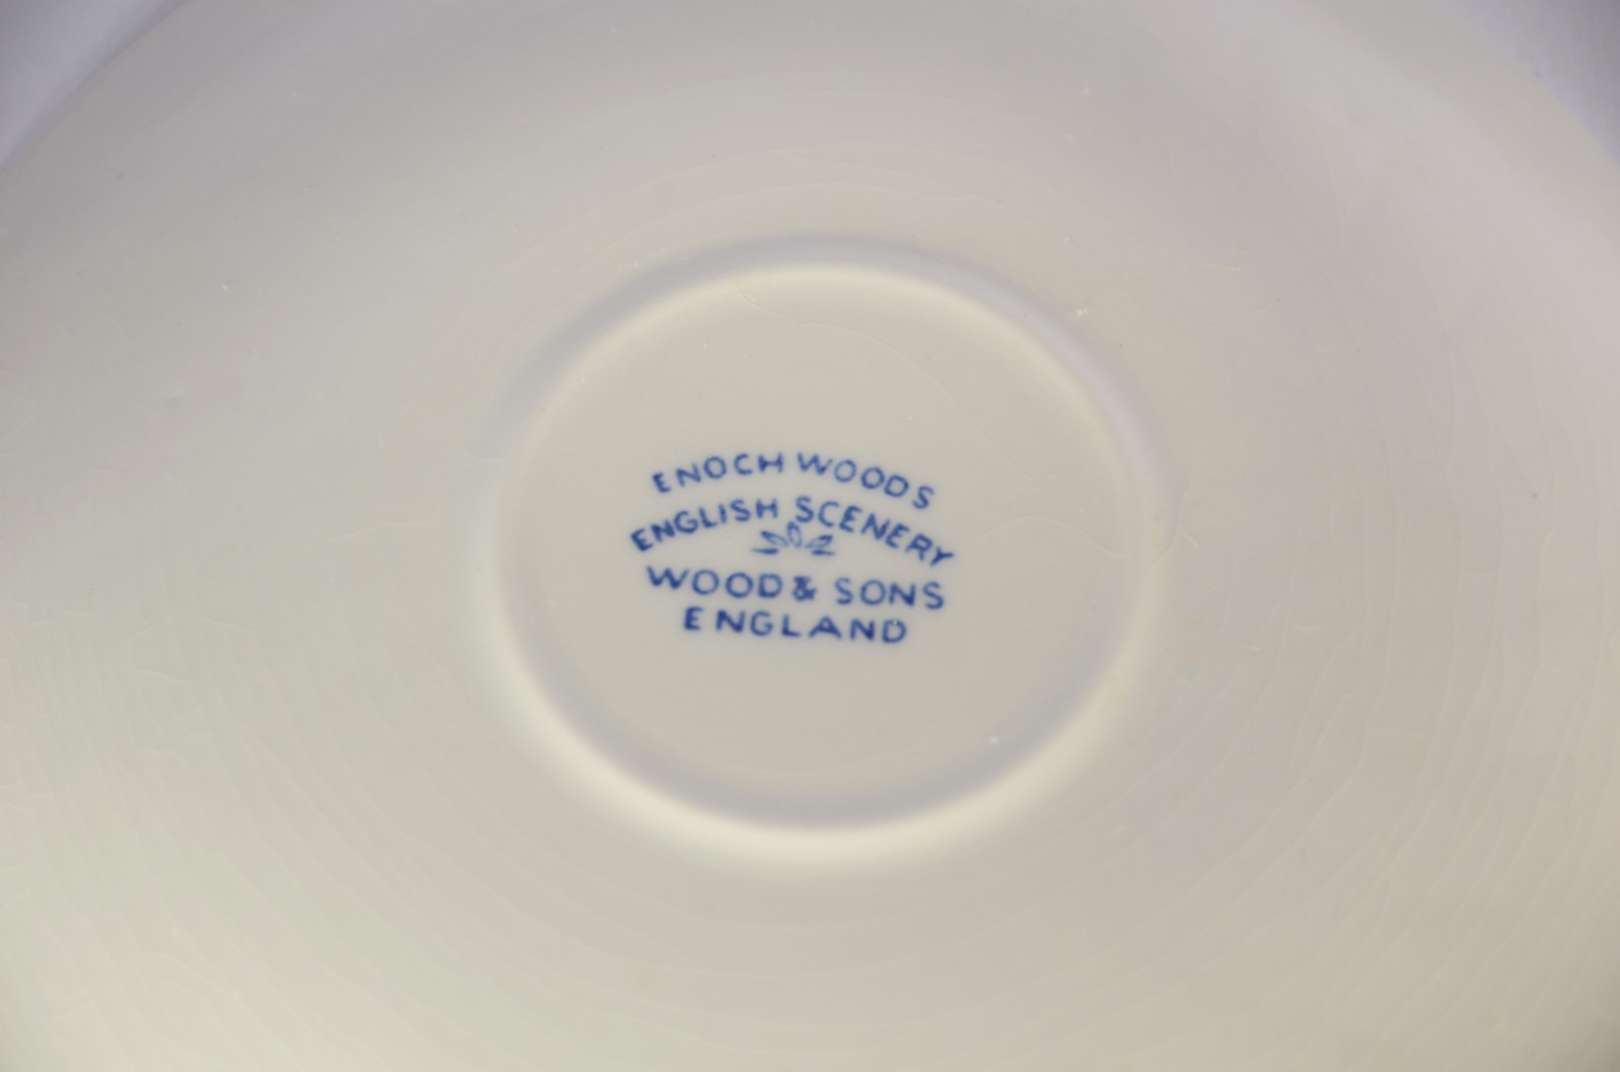 ENOCH WOODS
ENGLISH SCENERY
WOOD & SONS
ENGLAND